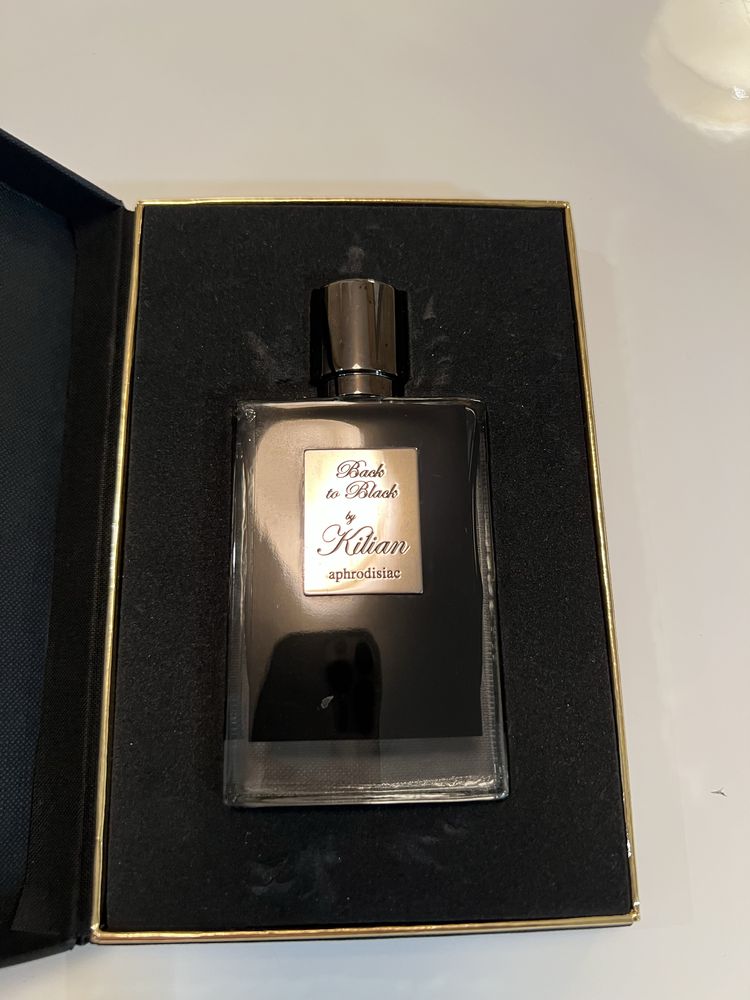 Back
to Black
by
Kilian
aphrodisiac